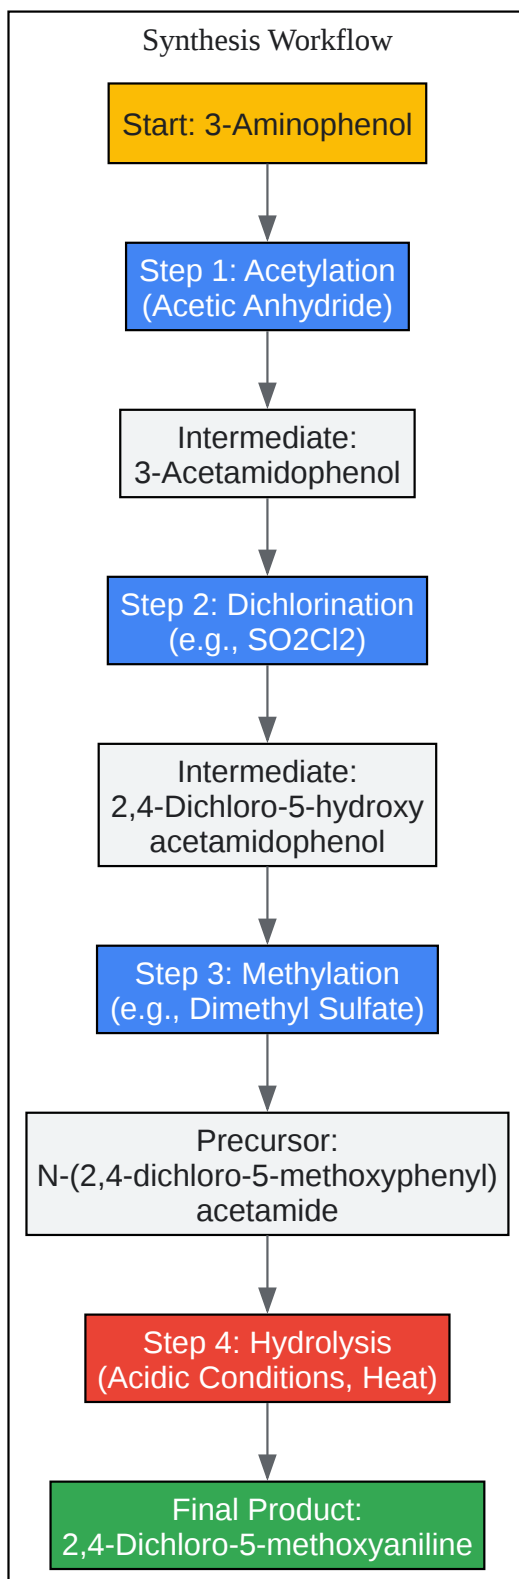 Synthesis Workflow
Start: 3-Aminophenol
Step 1: Acetylation
(Acetic Anhydride)
Intermediate:
3-Acetamidophenol
Step 2: Dichlorination
(e.g., SO2Cl2)
Intermediate:
2,4-Dichloro-5-hydroxy
acetamidophenol
Step 3: Methylation
(e.g., Dimethyl Sulfate)
Precursor:
N-(2,4-dichloro-5-methoxyphenyl)
acetamide
Step 4: Hydrolysis
(Acidic Conditions, Heat)
Final Product:
2,4-Dichloro-5-methoxyaniline